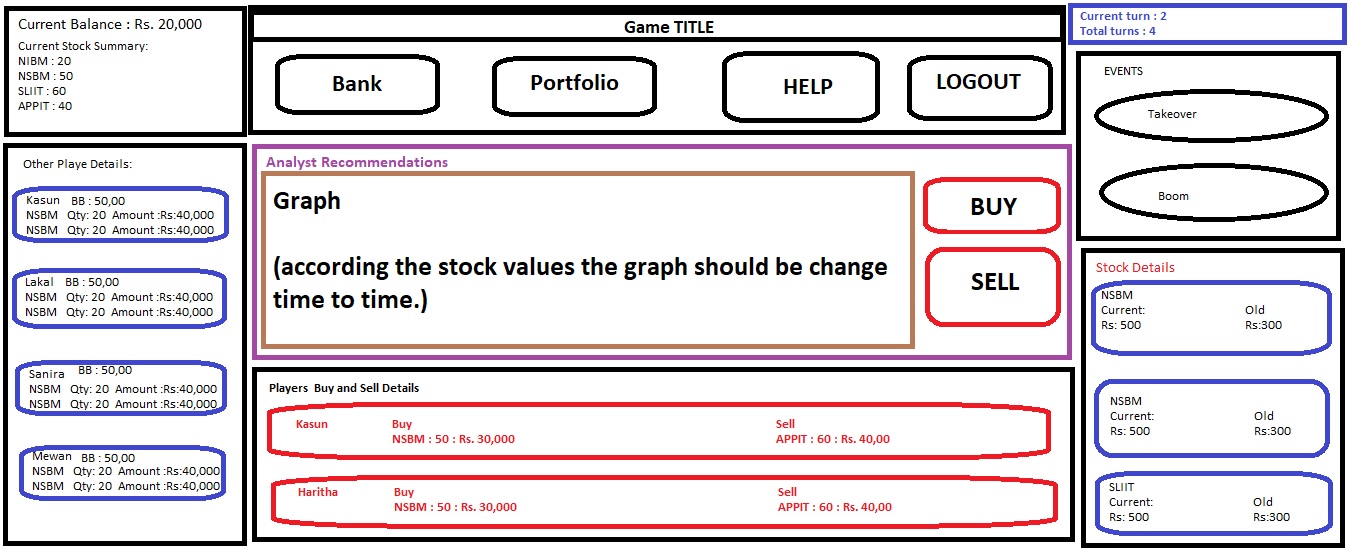 Current Balance : Rs. 20,000
Current Stock Summary:
NIBM : 20
NSBM : 50
SLIIT : 60
APPIT : 40
Game TITLE
Bank
Portfolio
HELP
LOGOUT
Current turn : 2
Total turns : 4
EVENTS
Takeover
Boom
Other Playe Details:
Kasun BB : 50,00
NSBM Qty: 20 Amount :Rs:40,000
NSBM Qty: 20 Amount :Rs:40,000
Lakal BB : 50,00
NSBM Qty: 20 Amount :Rs:40,000
NSBM Qty: 20 Amount :Rs:40,000
Sanira BB : 50,00
NSBM Qty: 20 Amount :Rs:40,000
NSBM Qty: 20 Amount :Rs:40,000
Mewan BB : 50,00
NSBM Qty: 20 Amount :Rs:40,000
NSBM Qty: 20 Amount :Rs:40,000
Analyst Recommendations
Graph
(according the stock values the graph should be change
time to time.)
BUY
SELL
Players Buy and Sell Details
Kasun Buy Sell
NSBM : 50 : Rs. 30,000 APPIT : 60 : Rs. 40,00
Haritha Buy Sell
NSBM : 50 : Rs. 30,000 APPIT : 60 : Rs. 40,00
Stock Details
NSBM
Current: Old
Rs: 500 Rs:300
NSBM
Current: Old
Rs: 500 Rs:300
SLIIT
Current: Old
Rs: 500 Rs:300